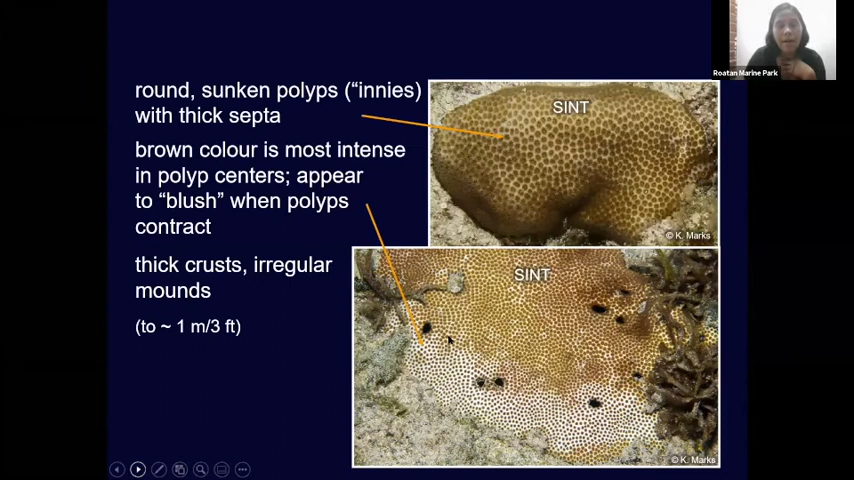 Roatan Marine Park
round, sunken polyps (“innies)
with thick septa
brown colour is most intense
in polyp centers; appear
to “blush” when polyps
contract
thick crusts, irregular
mounds
(to ~ 1 m/3 ft)
SINT
© K. Marks
SINT
© K. Marks